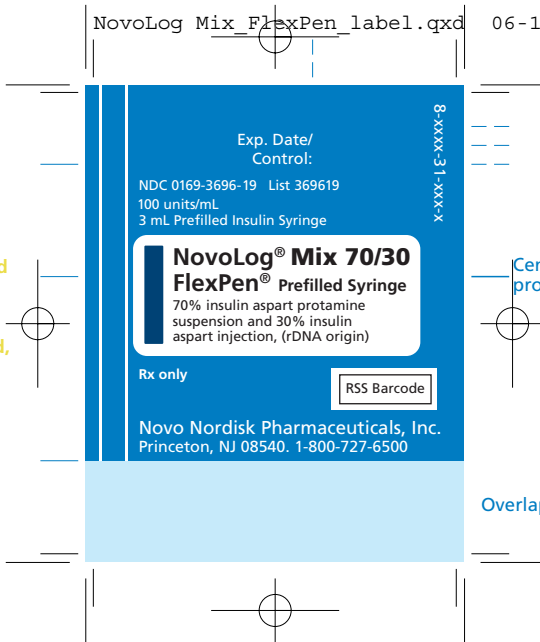 NovoLog Mix_FlexPen_label.qxd 06-1
8-xxxx-31-xxx-x
Exp. Date/
Control:
NDC 0169-3696-19 List 369619
100 units/mL
3 mL Prefilled Insulin Syringe
NovoLog® Mix 70/30
FlexPen® Prefilled Syringe
70% insulin aspart protamine
suspension and 30% insulin
aspart injection, (rDNA origin)
Rx only
RSS Barcode
Novo Nordisk Pharmaceuticals, Inc.
Princeton, NJ 08540. 1-800-727-6500